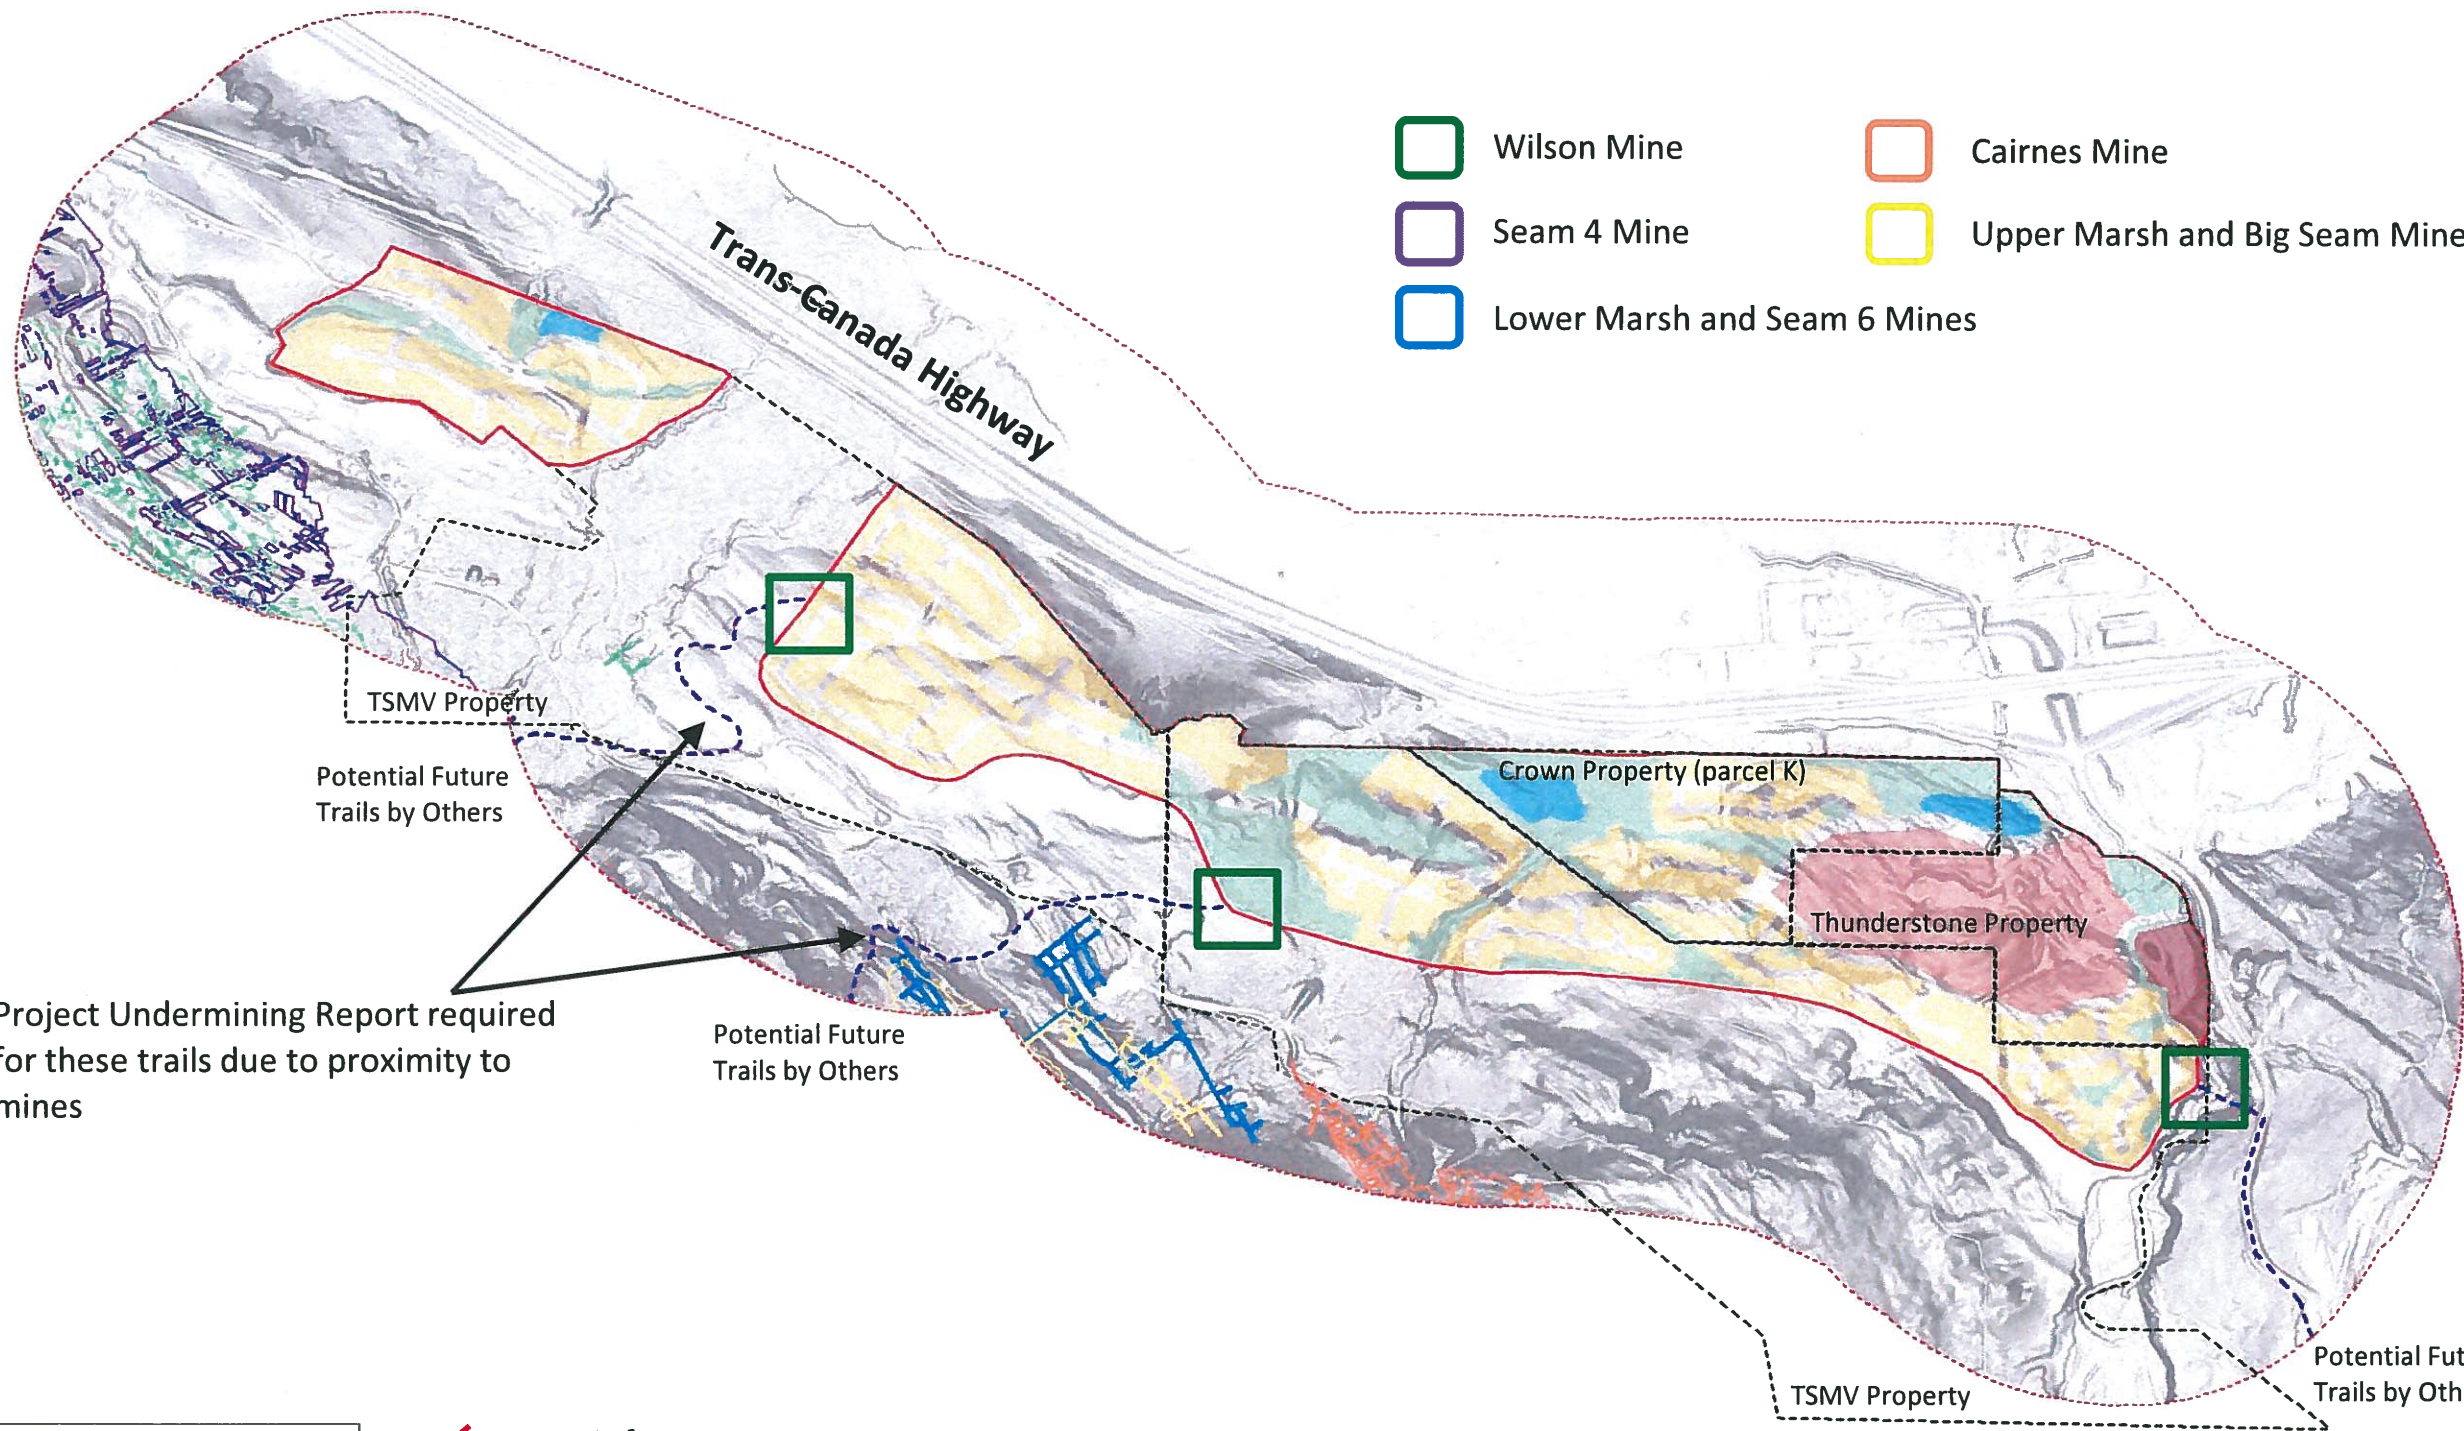 Wilson Mine
Cairnes Mine
Seam 4 Mine
Upper Marsh and Big Seam Mine
Lower Marsh and Seam 6 Mines
Trans-Canada Highway
TSMV Property
Potential Future
Trails by Others
Crown Property (parcel K)
Thunderstone Property
Project Undermining Report required
for these trails due to proximity to
mines
Potential Future
Trails by Others
Potential Fut
Trails by Oth
TSMV Property